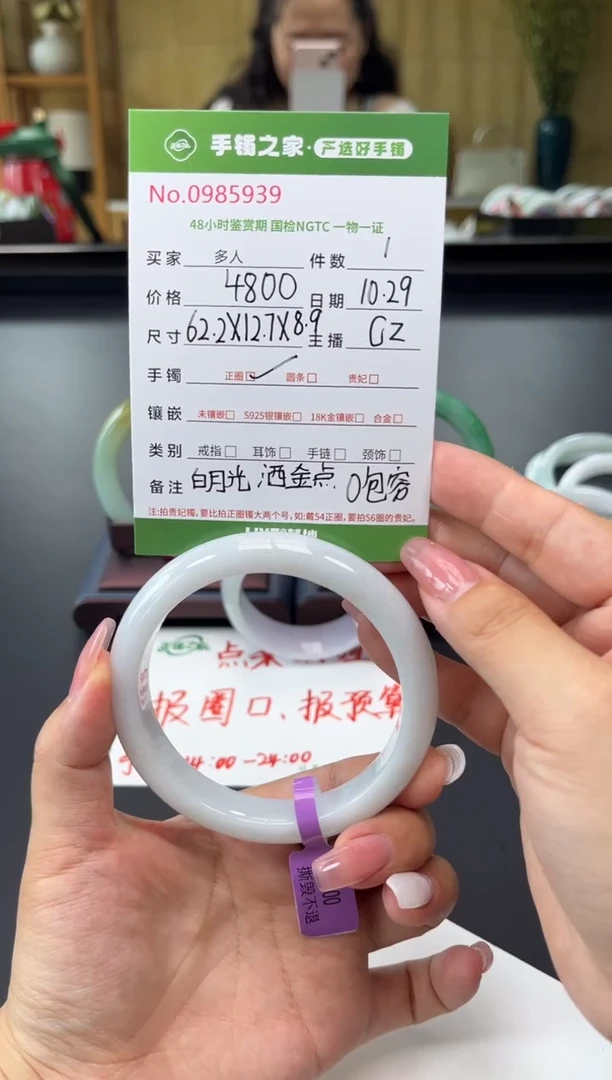 手镯之家·严选好手镯
No.0985939
48小时鉴赏期 国检NGTC 一物一证
买家 多人 件数 1
价格 4800 日期 10.29
尺寸 62.2X12.7X8.9 主播 GZ
手镯 正圈☑ 圆条□ 贵妃□
镶嵌 未镶嵌□ S925银镶嵌□ 18K金镶嵌□ 合金□
类别 戒指□ 耳饰□ 手链□ 颈饰□
备注 白月光 洒金点 0包容
注:拍贵妃镯,要比拍正圈镯大两个号,如:戴54正圈,要拍56圈的贵妃。
点
报圈口、报预算
14:00-24:00
00
撕毁不退